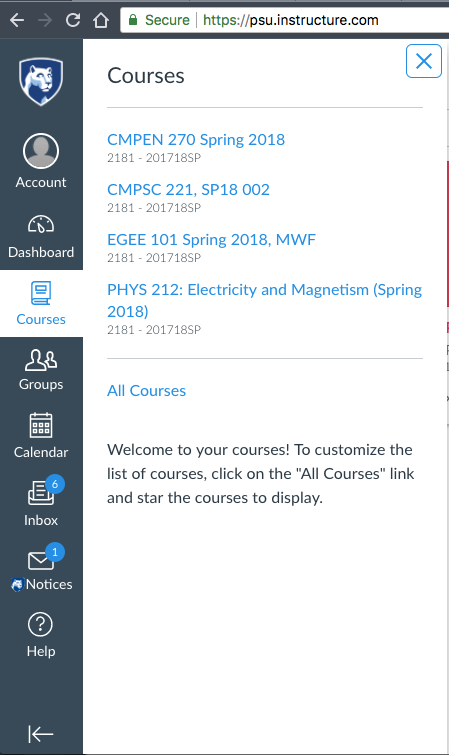 Secure | https://psu.instructure.com
Account
Dashboard
Courses
Groups
Calendar
6
Inbox
1
Notices
Help
Courses
CMPEN 270 Spring 2018
2181 - 201718SP
CMPSC 221, SP18 002
2181 - 201718SP
EGEE 101 Spring 2018, MWF
2181 - 201718SP
PHYS 212: Electricity and Magnetism (Spring
2018)
2181 - 201718SP
All Courses
Welcome to your courses! To customize the
list of courses, click on the "All Courses" link
and star the courses to display.